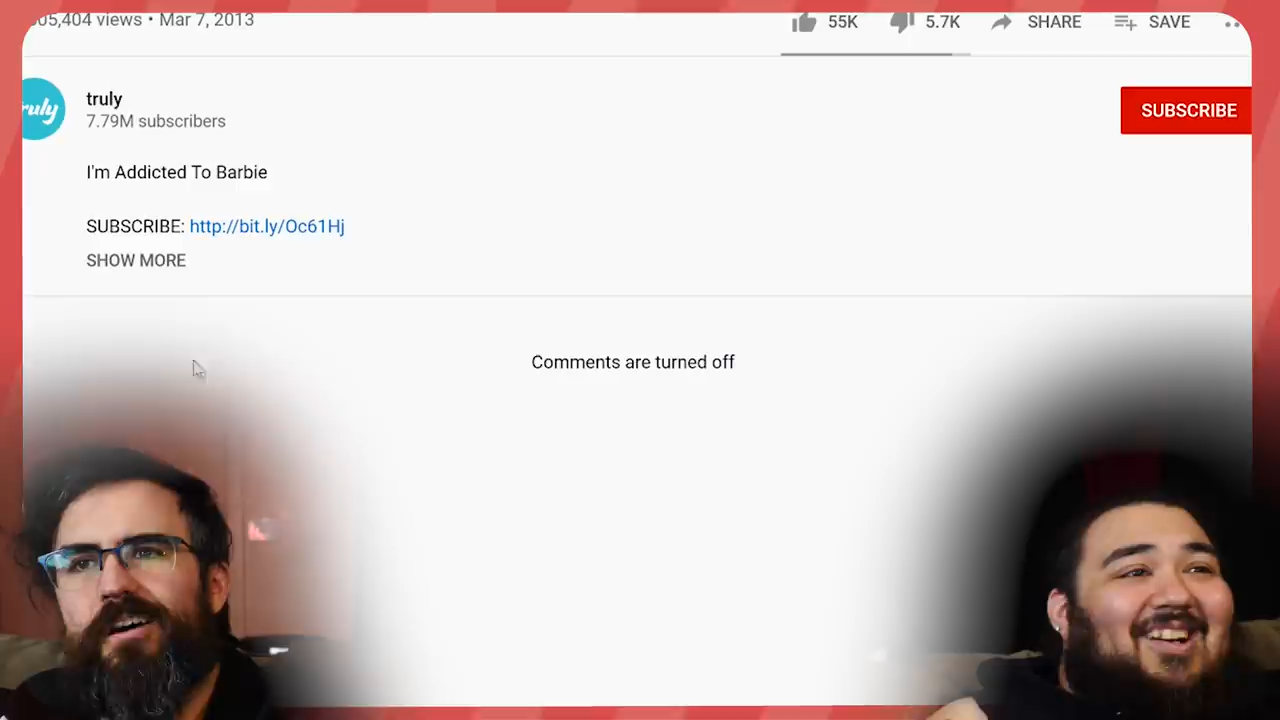 05,404 views • Mar 7, 2013
55K
5.7K
SHARE
SAVE
truly
7.79M subscribers
SUBSCRIBE
I'm Addicted To Barbie
SUBSCRIBE: http://bit.ly/Oc61Hj
SHOW MORE
Comments are turned off